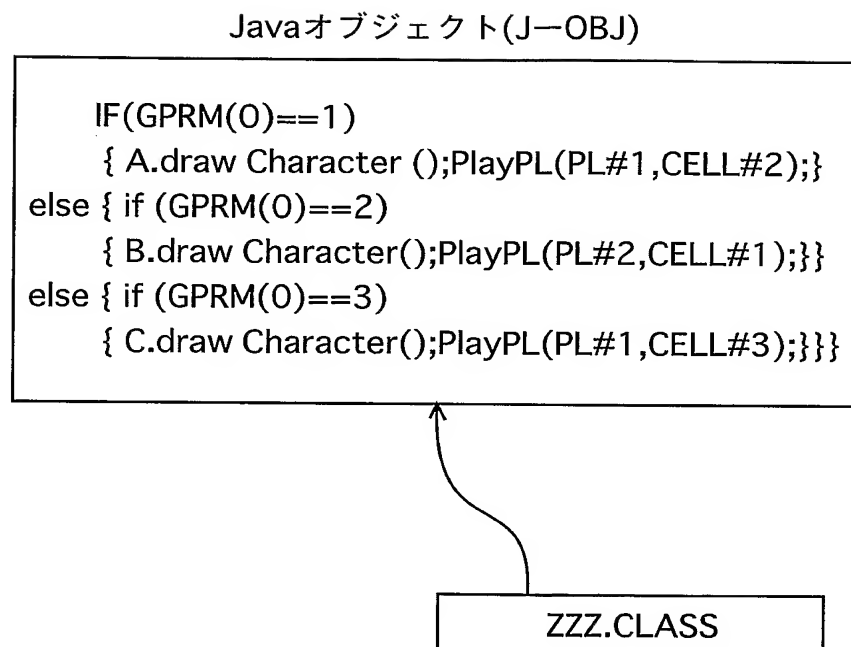 Javaオブジェクト(J－OBJ)
IF(GPRM(0)==1)
{ A.draw Character ();PlayPL(PL#1,CELL#2);}
else { if (GPRM(0)==2)
{ B.draw Character();PlayPL(PL#2,CELL#1);}}
else { if (GPRM(0)==3)
{ C.draw Character();PlayPL(PL#1,CELL#3);}}}
ZZZ.CLASS